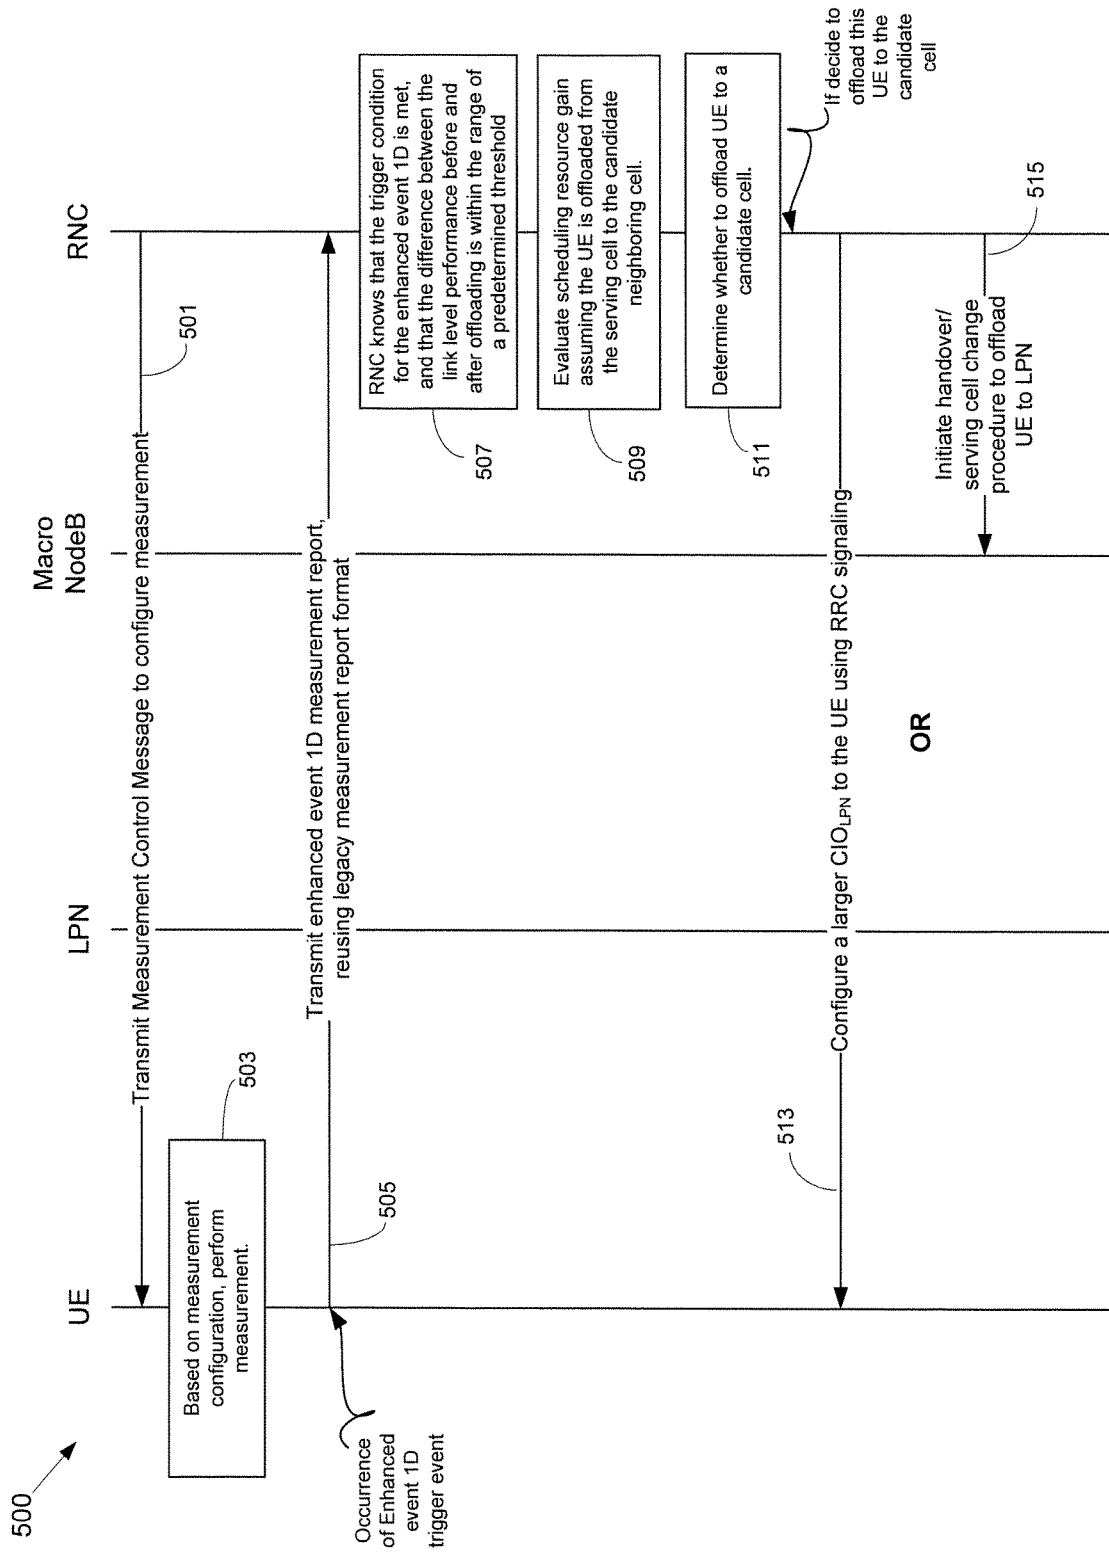 500
UE
LPN
Macro
NodeB
RNC
Transmit Measurement Control Message to configure measurement
501
Based on measurement
configuration, perform
measurement.
503
Occurrence
of Enhanced
event 1D
trigger event
Transmit enhanced event 1D measurement report,
reusing legacy measurement report format
505
RNC knows that the trigger condition
for the enhanced event 1D is met,
and that the difference between the
link level performance before and
after offloading is within the range of
a predetermined threshold
507
Evaluate scheduling resource gain
assuming the UE is offloaded from
the serving cell to the candidate
neighboring cell.
509
Determine whether to offload UE to a
candidate cell.
511
If decide to
offload this
UE to the
candidate
cell
Configure a larger CIOLPN to the UE using RRC signaling
513
OR
Initiate handover/
serving cell change
procedure to offload
UE to LPN
515